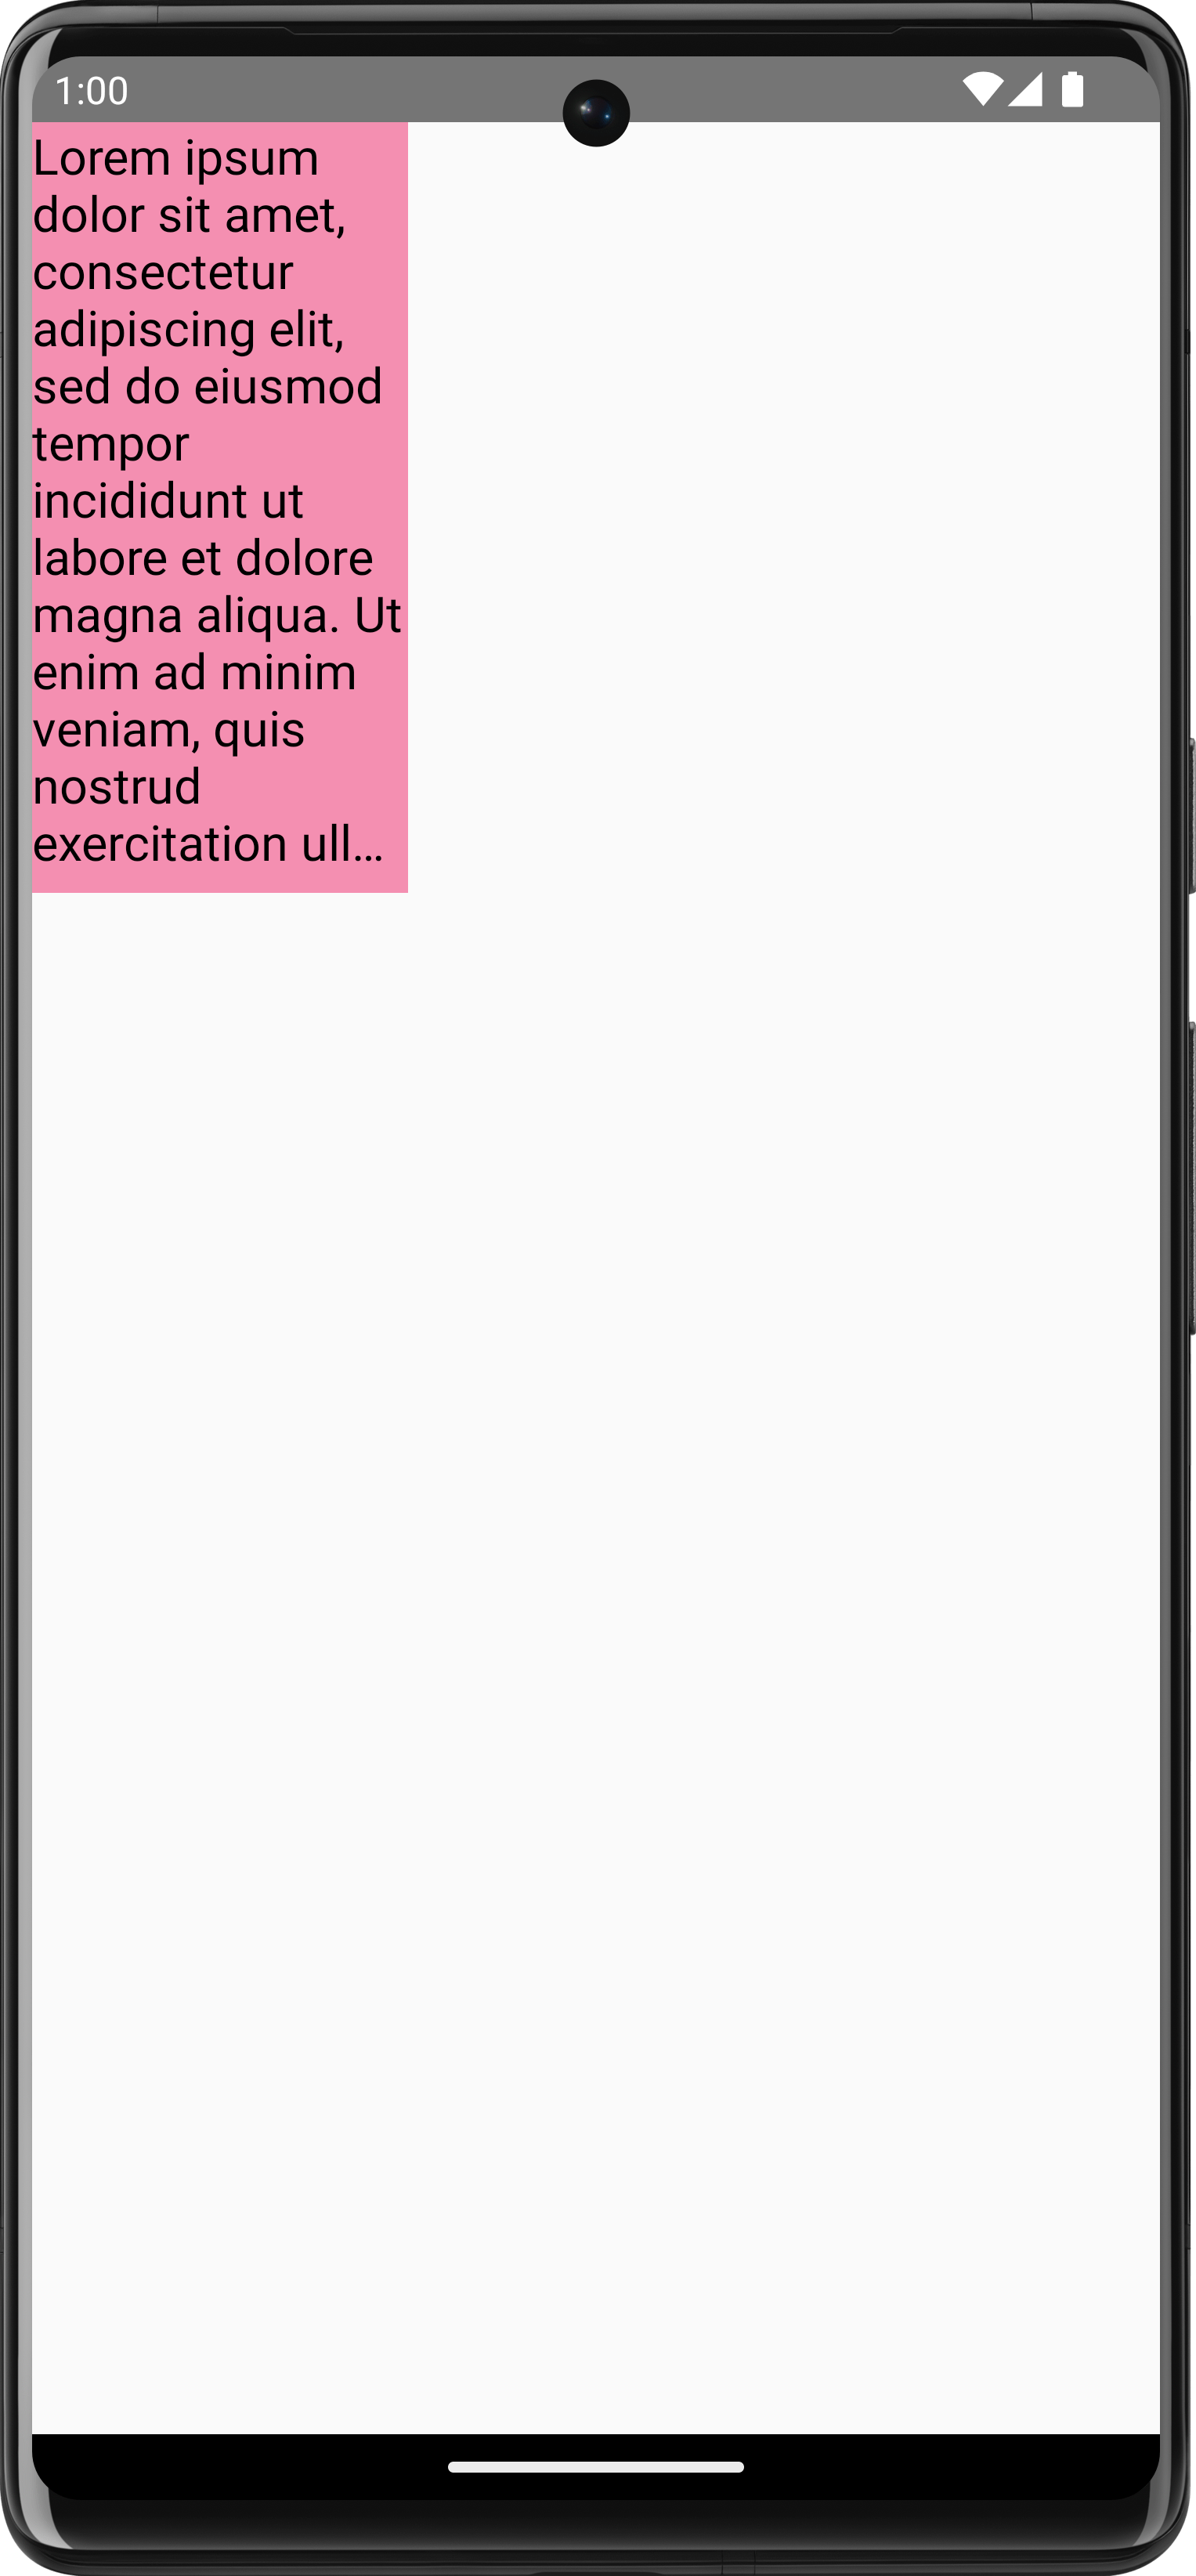 1:00
Lorem ipsum
dolor sit amet,
consectetur
adipiscing elit,
sed do eiusmod
tempor
incididunt ut
labore et dolore
magna aliqua. Ut
enim ad minim
veniam, quis
nostrud
exercitation ull…